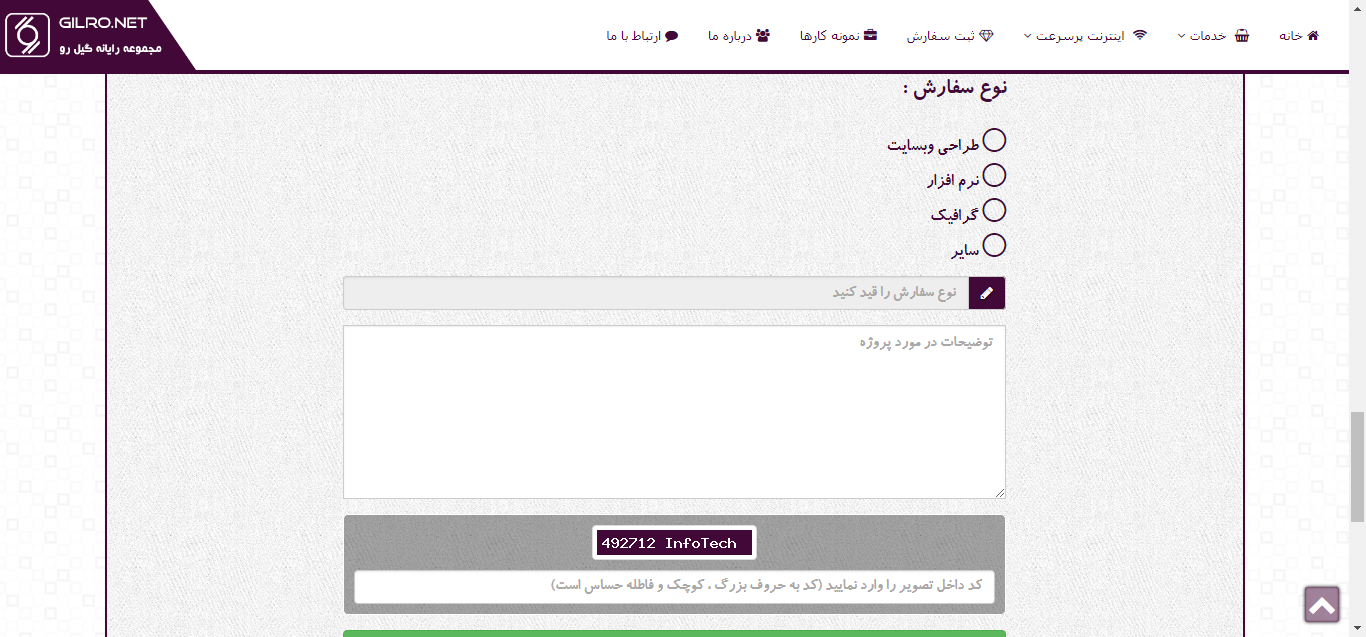 GILRO.NET
مجموعه رایانه گیل رو
خانه
خدمات
اینترنت پرسرعت
ثبت سفارش
نمونه کارها
درباره ما
ارتباط با ما
نوع سفارش :
طراحی وبسایت
نرم افزار
گرافیک
سایر
نوع سفارش را قید کنید
توضیحات در مورد پروژه
492712 InfoTech
کد داخل تصویر را وارد نمایید (کد به حروف بزرگ ، کوچک و فاطله حساس است)